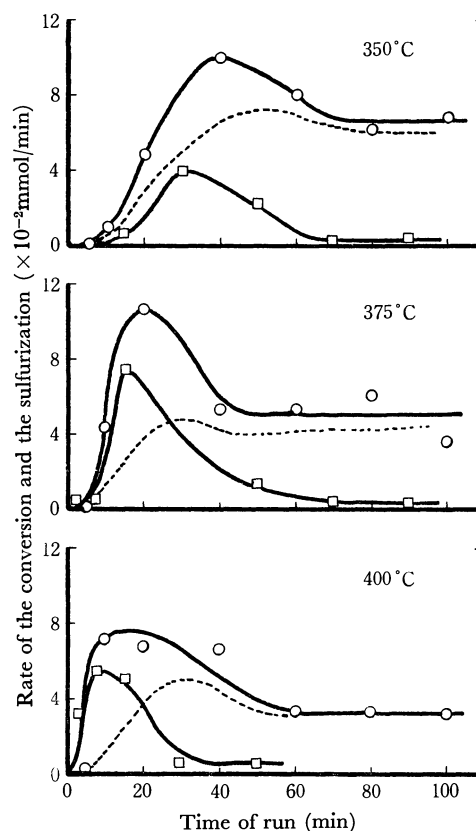 Rate of the conversion and the sulfurization (×10⁻²mmol/min)
12
8
4
0
350°C
12
8
4
0
375°C
12
8
4
0
400°C
0 20 40 60 80 100
Time of run (min)